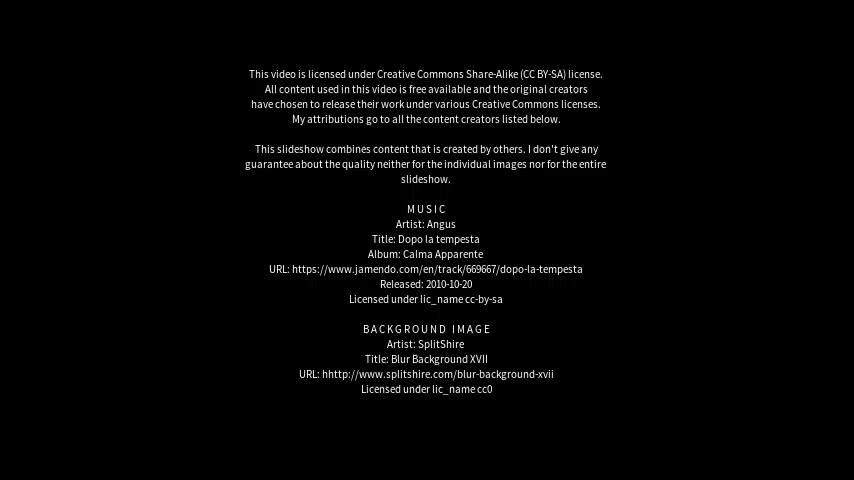 This video is licensed under Creative Commons Share-Alike (CC BY-SA) license.
All content used in this video is free available and the original creators
have chosen to release their work under various Creative Commons licenses.
My attributions go to all the content creators listed below.
This slideshow combines content that is created by others. I don't give any
guarantee about the quality neither for the individual images nor for the entire
slideshow.
MUSIC
Artist: Angus
Title: Dopo la tempesta
Album: Calma Apparente
URL: https://www.jamendo.com/en/track/669667/dopo-la-tempesta
Released: 2010-10-20
Licensed under lic_name cc-by-sa
BACKGROUND IMAGE
Artist: SplitShire
Title: Blur Background XVII
URL: hhttp://www.splitshire.com/blur-background-xvii
Licensed under lic_name cc0